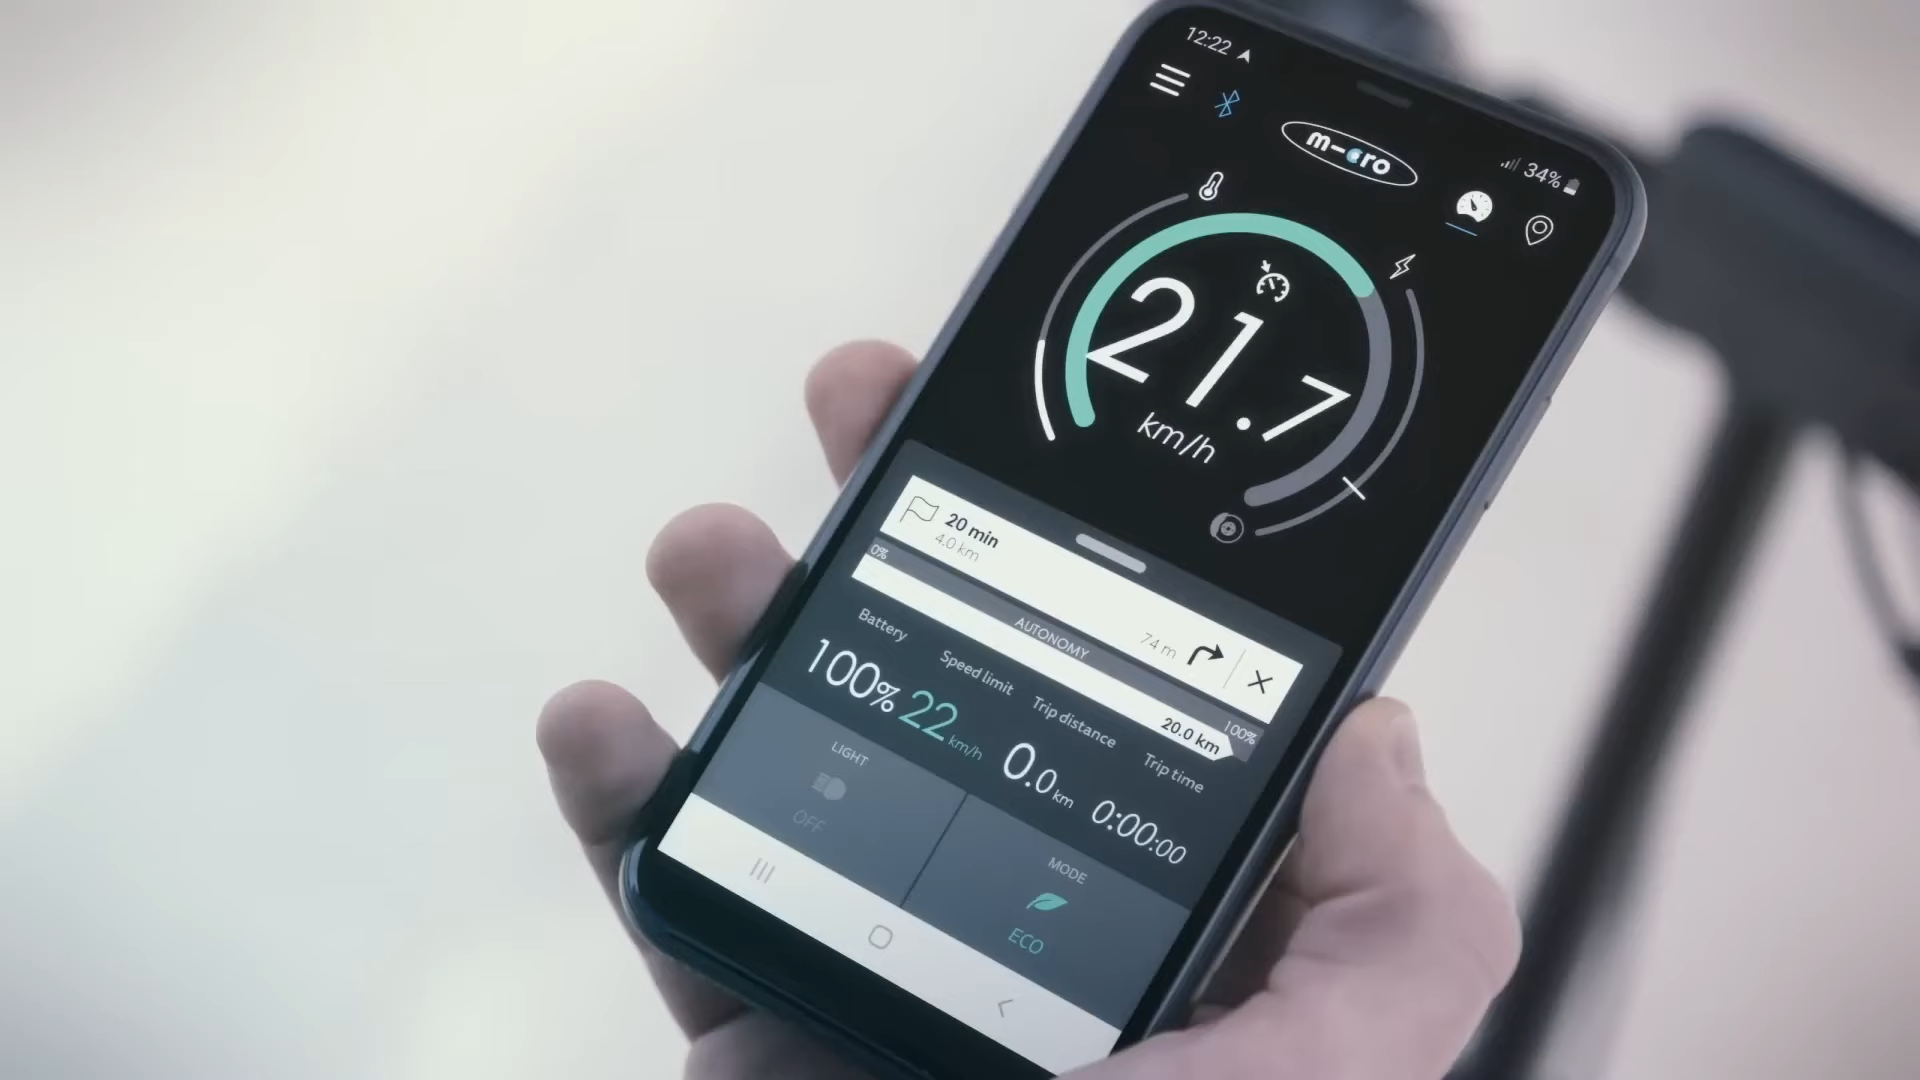 12:22
34%
m-cro
21.7
km/h
20 min
4.0 km
74 m
0%
AUTONOMY
20.0 km
100%
Battery
100%
Speed limit
22 km/h
Trip distance
0.0 km
Trip time
0:00:00
LIGHT
OFF
MODE
ECO